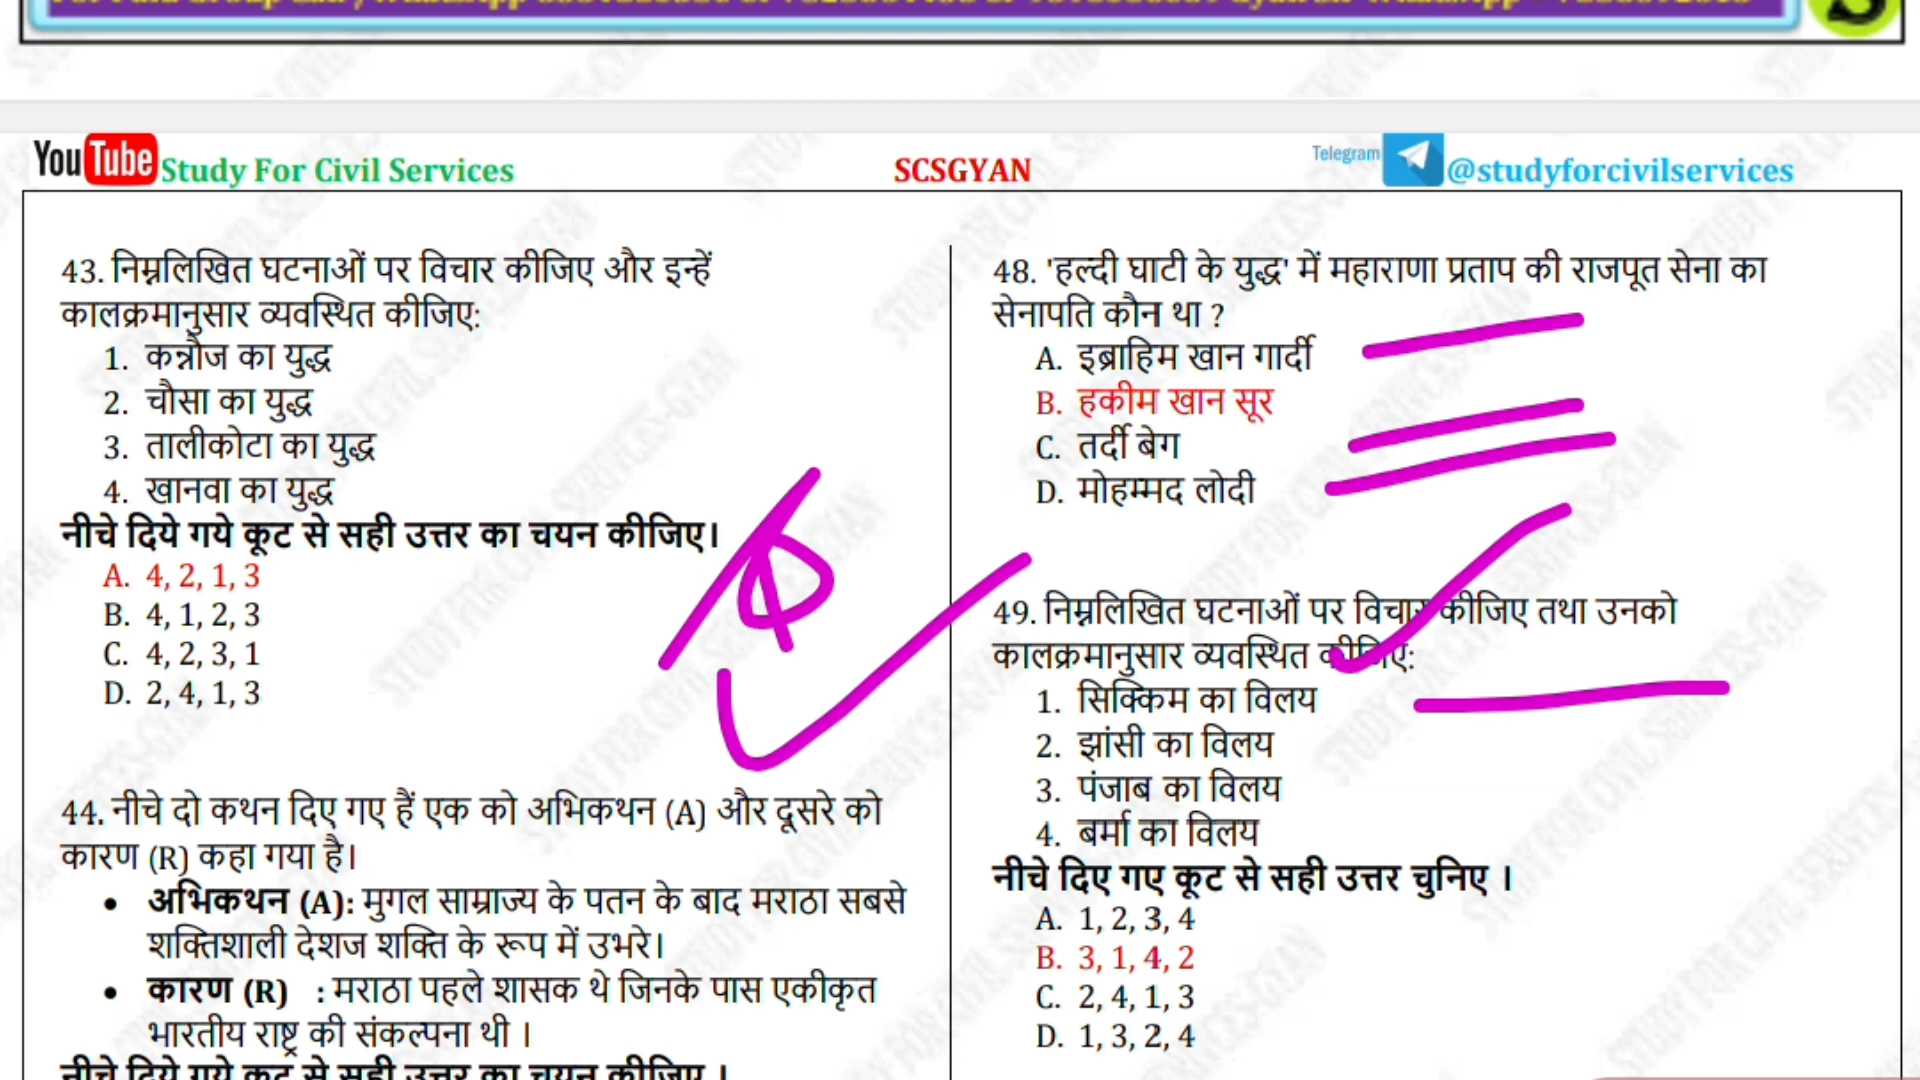 YouTube Study For Civil Services
SCSGYAN
Telegram @studyforcivilservices
43. निम्नलिखित घटनाओं पर विचार कीजिए और इन्हें
कालक्रमानुसार व्यवस्थित कीजिए:
1. कन्नौज का युद्ध
2. चौसा का युद्ध
3. तालीकोटा का युद्ध
4. खानवा का युद्ध
नीचे दिये गये कूट से सही उत्तर का चयन कीजिए।
A. 4, 2, 1, 3
B. 4, 1, 2, 3
C. 4, 2, 3, 1
D. 2, 4, 1, 3
44. नीचे दो कथन दिए गए हैं एक को अभिकथन (A) और दूसरे को
कारण (R) कहा गया है।
• अभिकथन (A): मुगल साम्राज्य के पतन के बाद मराठा सबसे
शक्तिशाली देशज शक्ति के रूप में उभरे।
• कारण (R) : मराठा पहले शासक थे जिनके पास एकीकृत
भारतीय राष्ट्र की संकल्पना थी ।
नीचे दिये गये कूट से सही उत्तर का चयन कीजिए ।
48. 'हल्दी घाटी के युद्ध' में महाराणा प्रताप की राजपूत सेना का
सेनापति कौन था ?
A. इब्राहिम खान गार्दी
B. हकीम खान सूर
C. तर्दी बेग
D. मोहम्मद लोदी
49. निम्नलिखित घटनाओं पर विचार कीजिए तथा उनको
कालक्रमानुसार व्यवस्थित कीजिए:
1. सिक्किम का विलय
2. झांसी का विलय
3. पंजाब का विलय
4. बर्मा का विलय
नीचे दिए गए कूट से सही उत्तर चुनिए ।
A. 1, 2, 3, 4
B. 3, 1, 4, 2
C. 2, 4, 1, 3
D. 1, 3, 2, 4